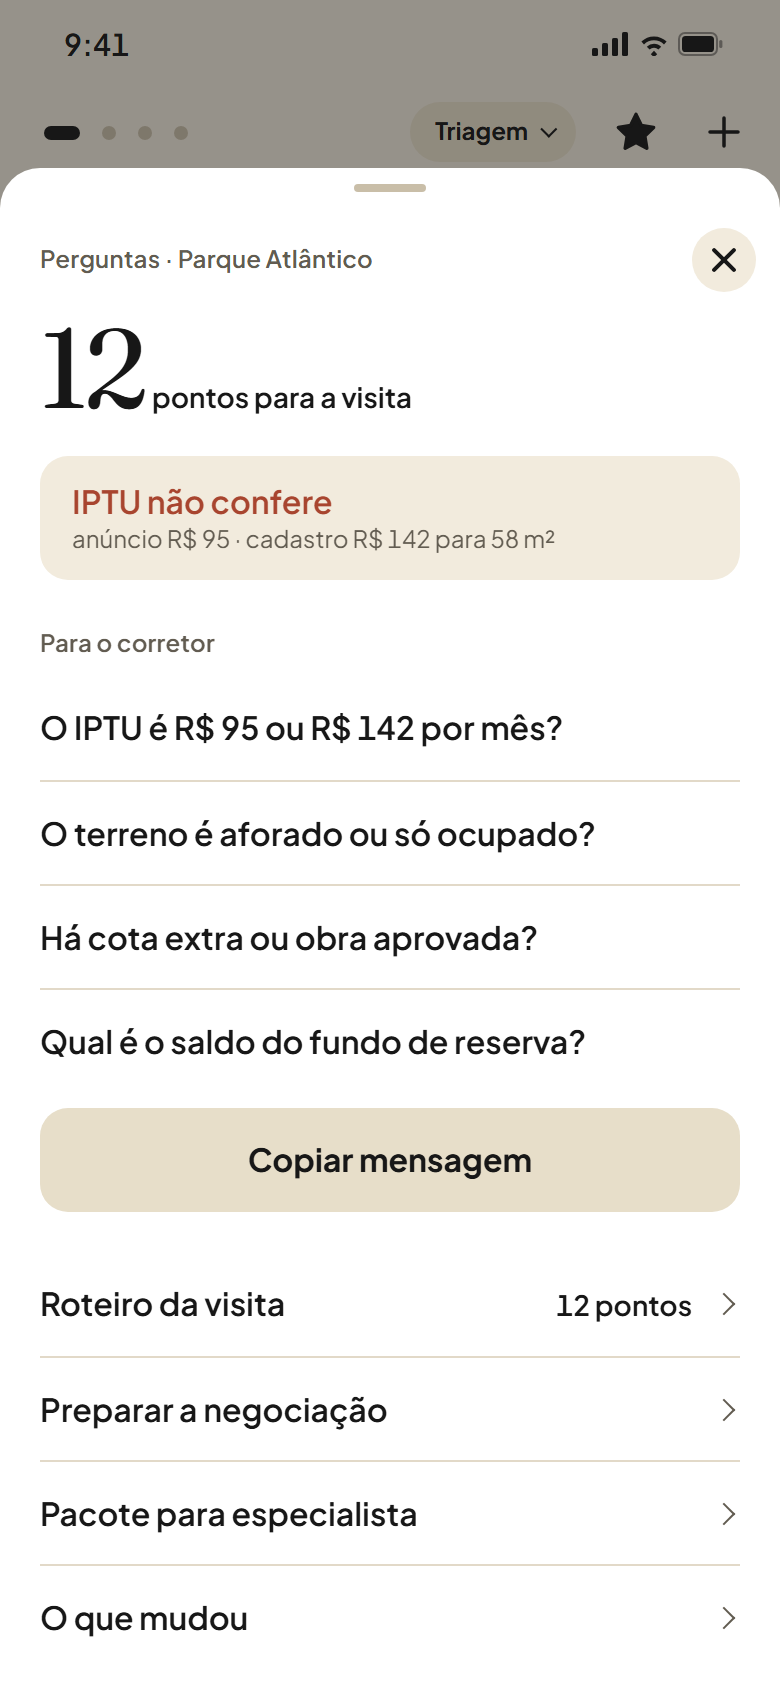 9:41
Triagem
Perguntas · Parque Atlântico
12 pontos para a visita
IPTU não confere
anúncio R$ 95 · cadastro R$ 142 para 58 m²
Para o corretor
O IPTU é R$ 95 ou R$ 142 por mês?
O terreno é aforado ou só ocupado?
Há cota extra ou obra aprovada?
Qual é o saldo do fundo de reserva?
Copiar mensagem
Roteiro da visita 12 pontos
Preparar a negociação
Pacote para especialista
O que mudou